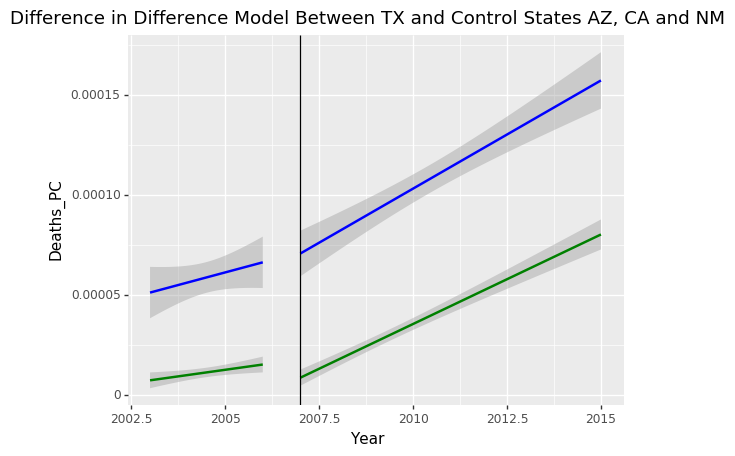 Difference in Difference Model Between TX and Control States AZ, CA and NM
0.00015
0.00010
0.00005
0
Deaths_PC
2002.5 2005 2007.5 2010 2012.5 2015
Year